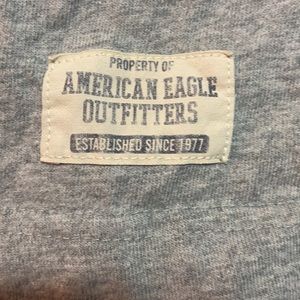 PROPERTY OF
AMERICAN EAGLE
OUTFITTERS
ESTABLISHED SINCE 1977